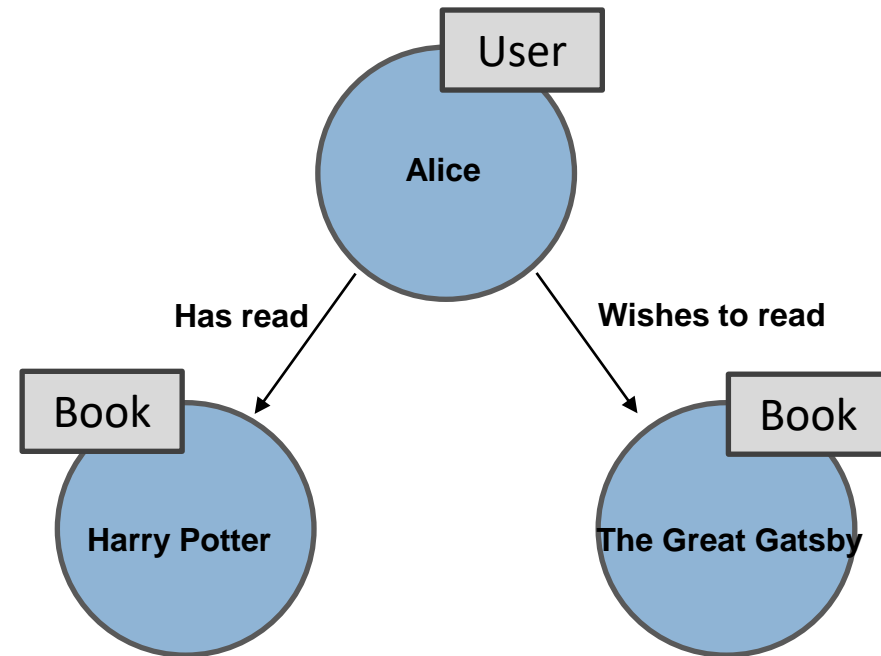 User
Alice
Has read
Wishes to read
Book
Book
Harry Potter
The Great Gatsby